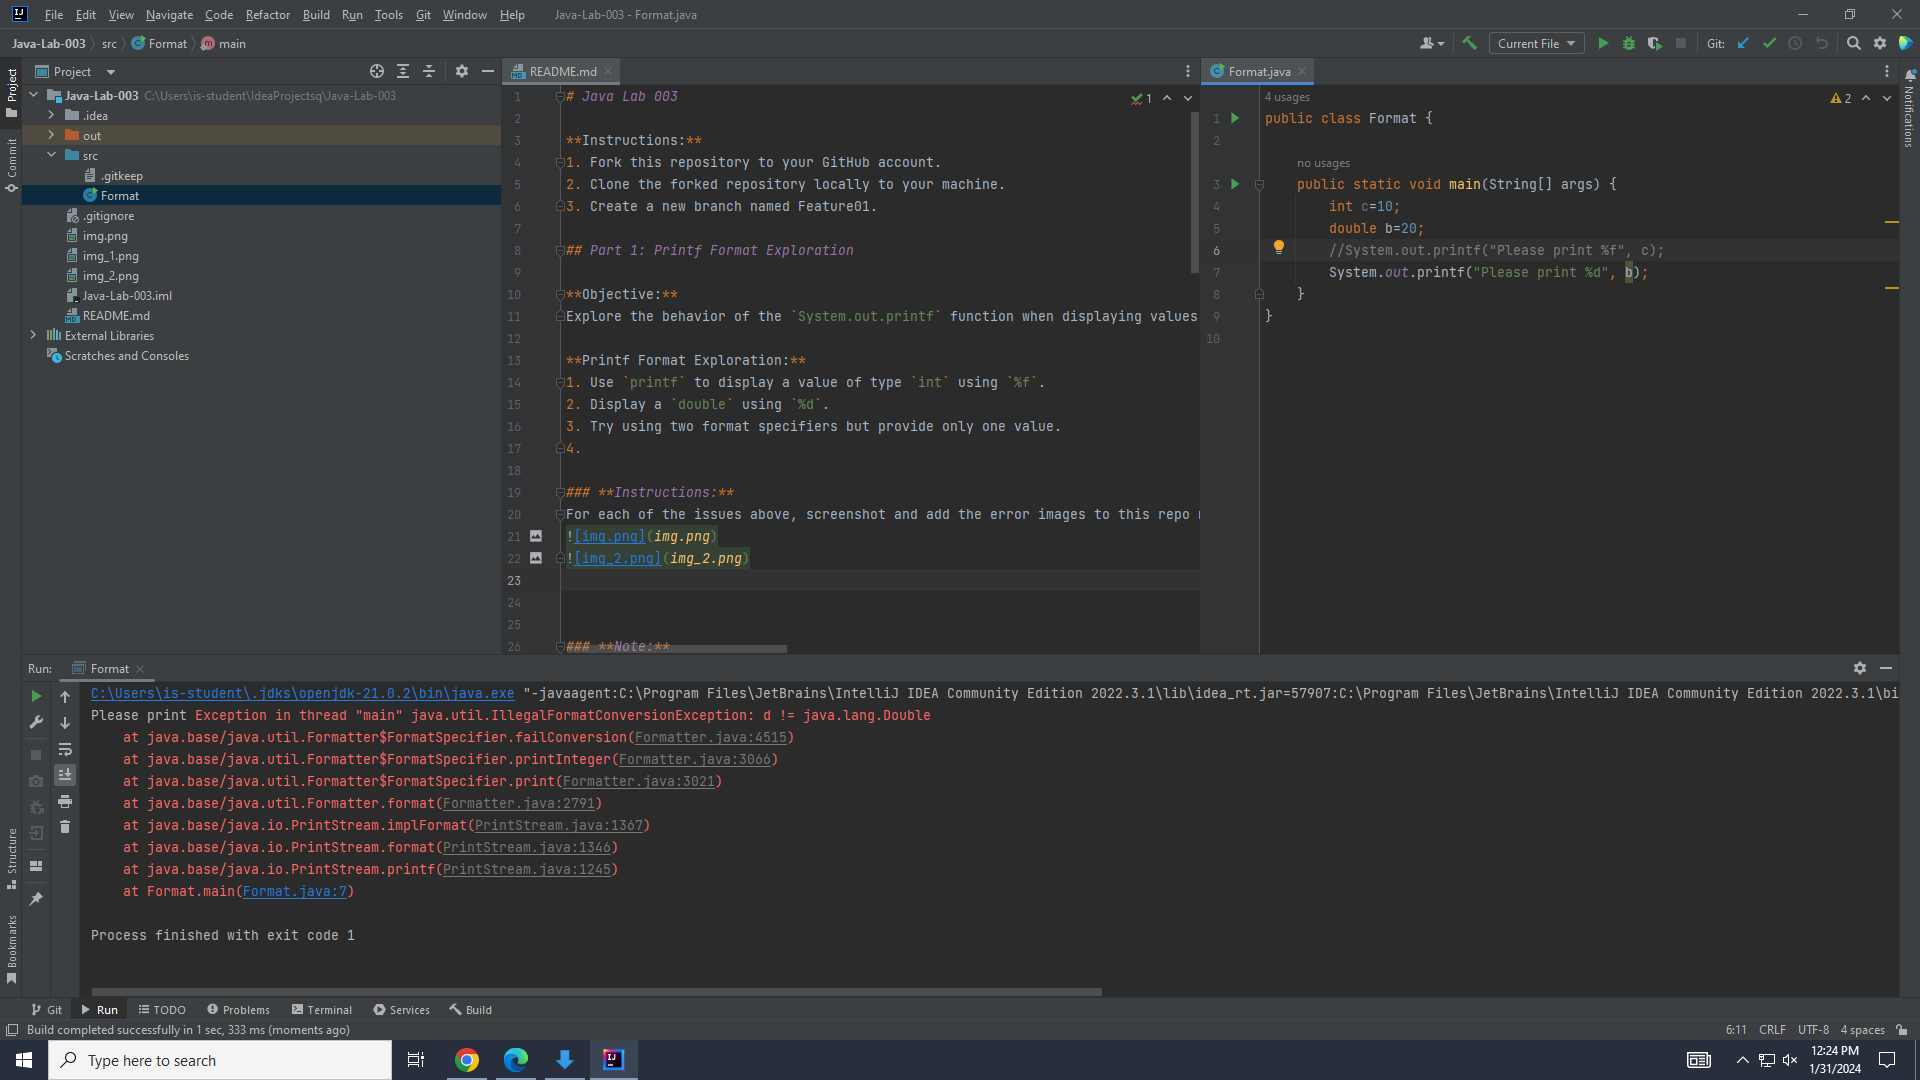 File Edit View Navigate Code Refactor Build Run Tools Git Window Help Java-Lab-003 - Format.java
Java-Lab-003 src Format main
Current File
Git:
Project
Java-Lab-003 C:\Users\is-student\IdeaProjectsq\Java-Lab-003
.idea
out
src
.gitkeep
Format
.gitignore
img.png
img_1.png
img_2.png
Java-Lab-003.iml
README.md
External Libraries
Scratches and Consoles
Project
Commit
Structure
Bookmarks
Notifications
README.md
1
1 # Java Lab 003
2
3 **Instructions:**
4 1. Fork this repository to your GitHub account.
5 2. Clone the forked repository locally to your machine.
6 3. Create a new branch named Feature01.
7
8 ## Part 1: Printf Format Exploration
9
10 **Objective:**
11 Explore the behavior of the `System.out.printf` function when displaying values
12
13 **Printf Format Exploration:**
14 1. Use `printf` to display a value of type `int` using `%f`.
15 2. Display a `double` using `%d`.
16 3. Try using two format specifiers but provide only one value.
17 4.
18
19 ### **Instructions:**
20 For each of the issues above, screenshot and add the error images to this repo
21 ![img.png](img.png)
22 ![img_2.png](img_2.png)
23
24
25
26 ### **Note:**
Format.java
4 usages
2
1 public class Format {
2
no usages
3 public static void main(String[] args) {
4 int c=10;
5 double b=20;
6 //System.out.printf("Please print %f", c);
7 System.out.printf("Please print %d", b);
8 }
9 }
10
Run: Format
C:\Users\is-student\.jdks\openjdk-21.0.2\bin\java.exe "-javaagent:C:\Program Files\JetBrains\IntelliJ IDEA Community Edition 2022.3.1\lib\idea_rt.jar=57907:C:\Program Files\JetBrains\IntelliJ IDEA Community Edition 2022.3.1\bi
Please print Exception in thread "main" java.util.IllegalFormatConversionException: d != java.lang.Double
at java.base/java.util.Formatter$FormatSpecifier.failConversion(Formatter.java:4515)
at java.base/java.util.Formatter$FormatSpecifier.printInteger(Formatter.java:3066)
at java.base/java.util.Formatter$FormatSpecifier.print(Formatter.java:3021)
at java.base/java.util.Formatter.format(Formatter.java:2791)
at java.base/java.io.PrintStream.implFormat(PrintStream.java:1367)
at java.base/java.io.PrintStream.format(PrintStream.java:1346)
at java.base/java.io.PrintStream.printf(PrintStream.java:1245)
at Format.main(Format.java:7)
Process finished with exit code 1
Git Run TODO Problems Terminal Services Build
Build completed successfully in 1 sec, 333 ms (moments ago)
6:11 CRLF UTF-8 4 spaces
Type here to search
12:24 PM
1/31/2024